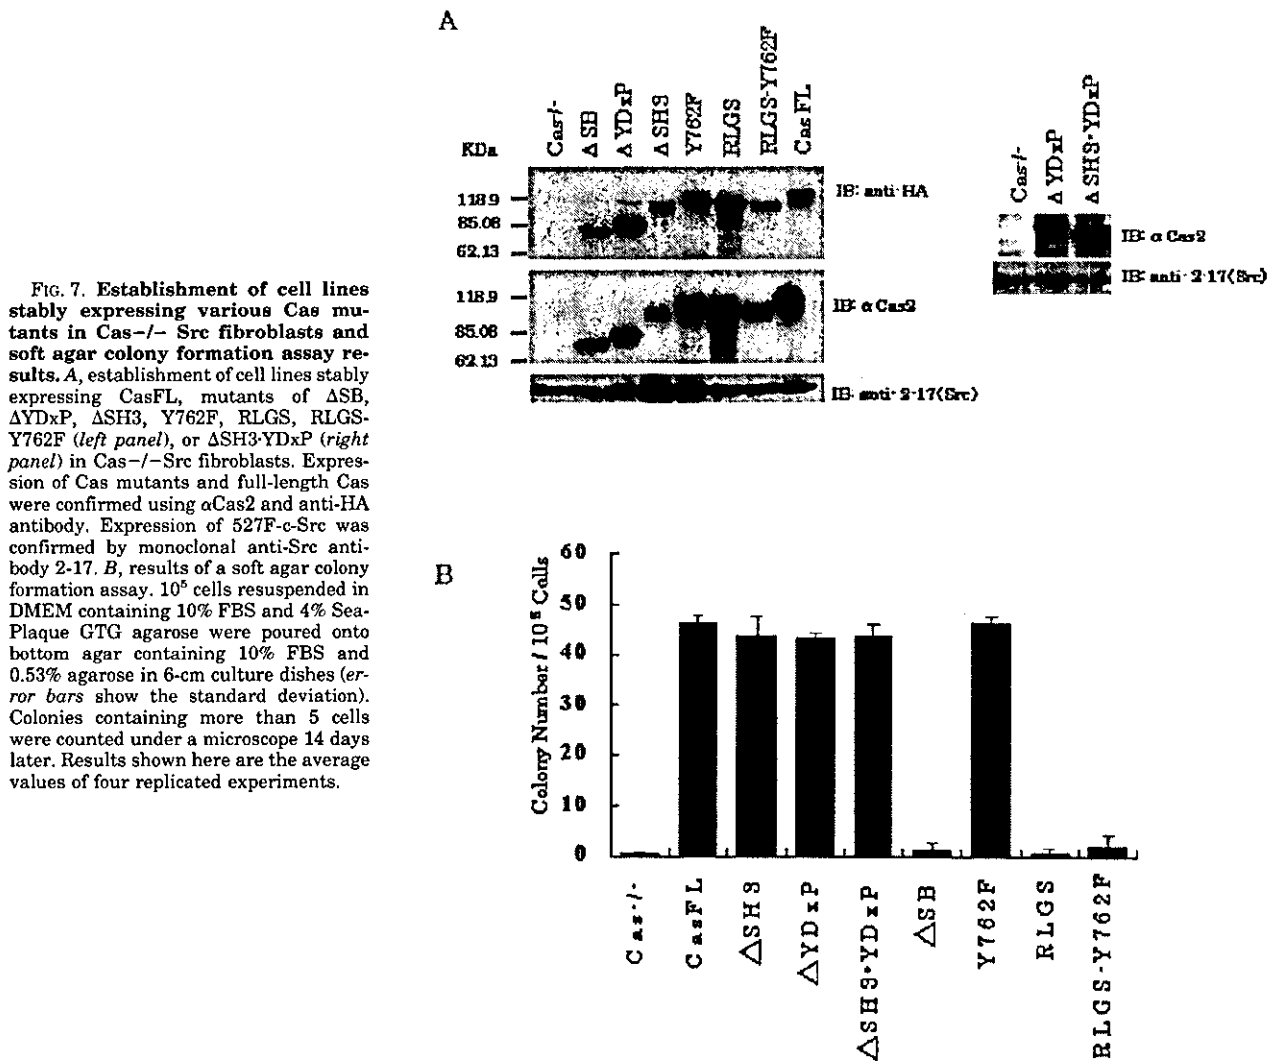 A
Cas-/-
ΔSB
ΔYDxP
ΔSH3
Y762F
RLGS
RLGS-Y762F
Cas FL
KDa
118.9
85.08
62.13
IB: anti-HA
118.9
85.08
62.13
IB: αCas2
IB: anti-2-17(Src)
Cas-/-
ΔYDxP
ΔSH3·YDxP
IB: αCas2
IB: anti-2-17(Src)
FIG. 7. Establishment of cell lines
stably expressing various Cas mu-
tants in Cas−/− Src fibroblasts and
soft agar colony formation assay re-
sults. A, establishment of cell lines stably
expressing CasFL, mutants of ΔSB,
ΔYDxP, ΔSH3, Y762F, RLGS, RLGS-
Y762F (left panel), or ΔSH3·YDxP (right
panel) in Cas−/−Src fibroblasts. Expres-
sion of Cas mutants and full-length Cas
were confirmed using αCas2 and anti-HA
antibody. Expression of 527F-c-Src was
confirmed by monoclonal anti-Src anti-
body 2-17. B, results of a soft agar colony
formation assay. 10⁵ cells resuspended in
DMEM containing 10% FBS and 4% Sea-
Plaque GTG agarose were poured onto
bottom agar containing 10% FBS and
0.53% agarose in 6-cm culture dishes (er-
ror bars show the standard deviation).
Colonies containing more than 5 cells
were counted under a microscope 14 days
later. Results shown here are the average
values of four replicated experiments.
B
Colony Number / 10⁵ Cells
60
50
40
30
20
10
0
Cas-/-
CasFL
△SH3
△YDxP
△SH3·YDxP
△SB
Y762F
RLGS
RLGS-Y762F